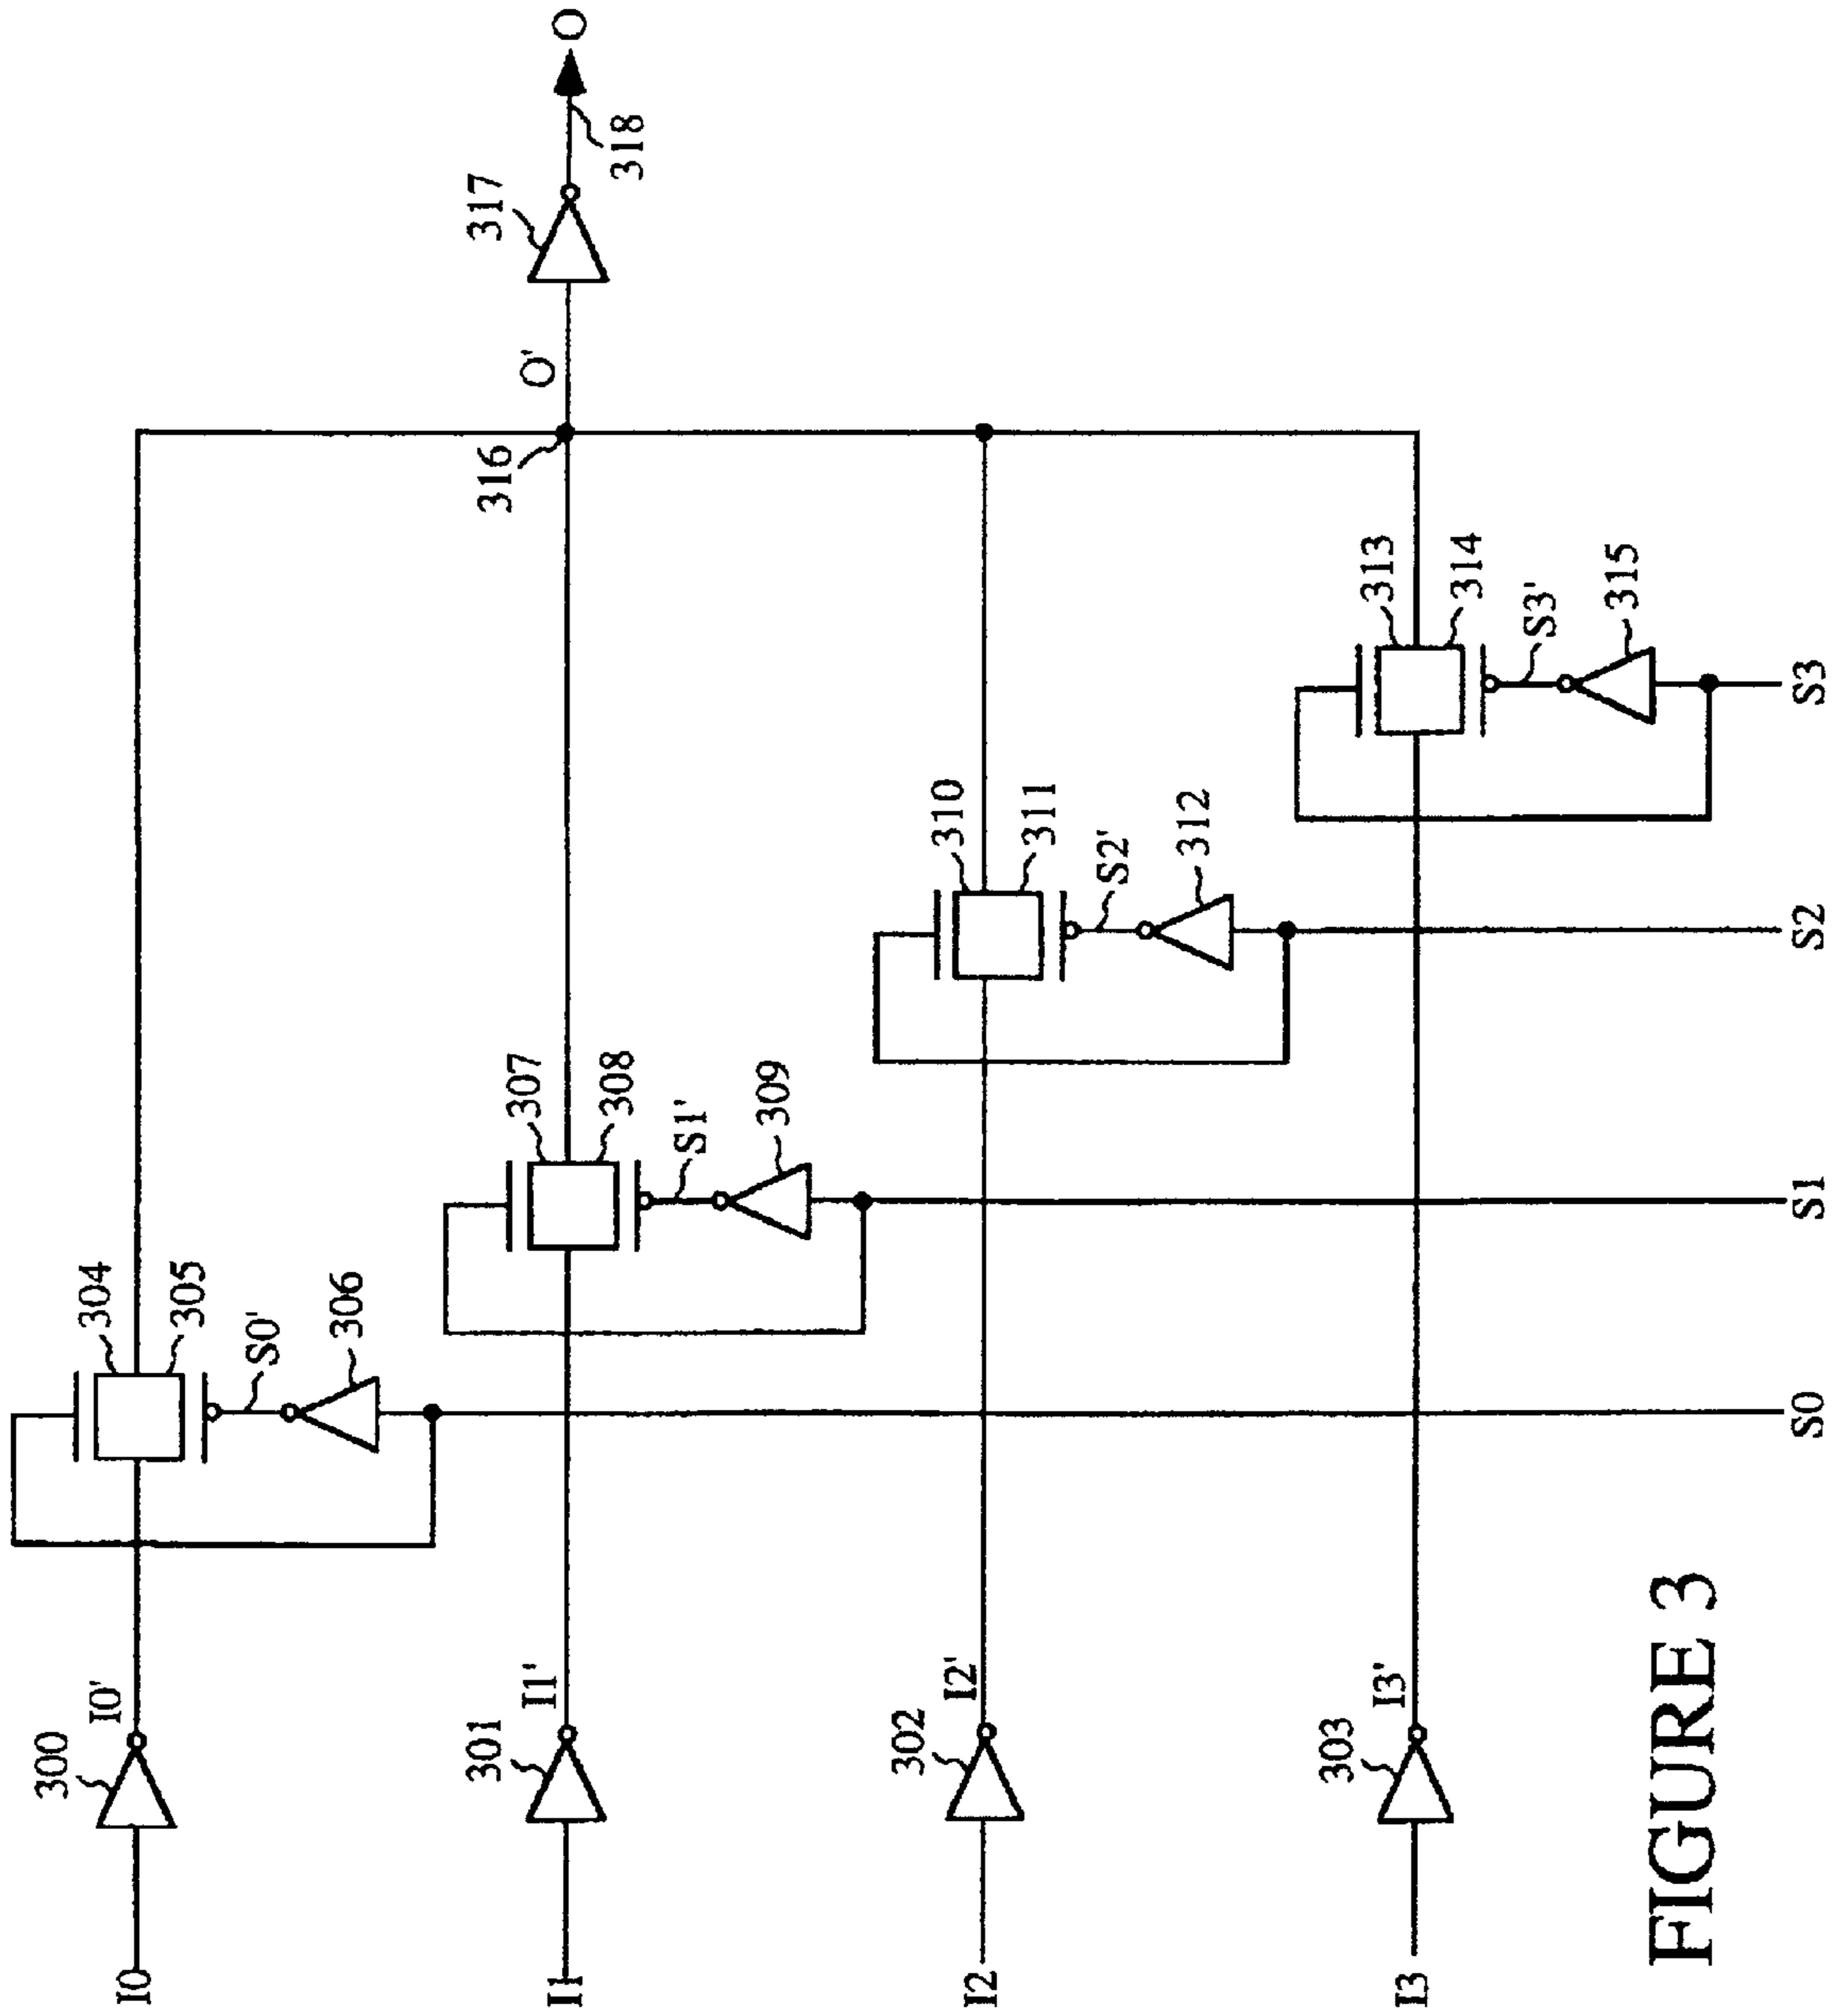 I0
300
I0'
304
305
S0'
306
I1
301
I1'
307
308
S1'
309
316
O'
317
318
O
I2
302
I2'
310
311
S2'
312
I3
303
I3'
313
314
S3'
315
S0
S1
S2
S3
FIGURE 3